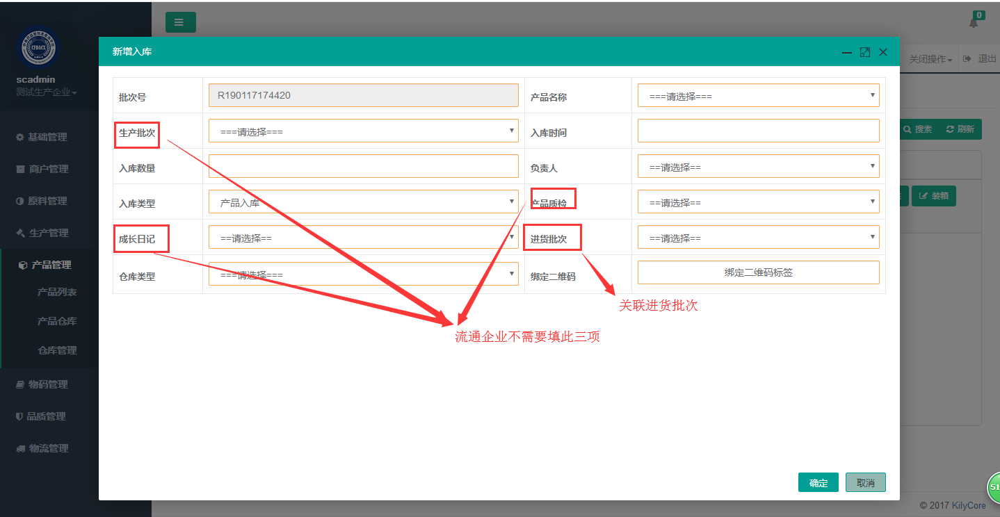 0
CFDACX
scadmin
测试生产企业
关闭操作
退出
基础管理
商户管理
原料管理
生产管理
产品管理
产品列表
产品仓库
仓库管理
物码管理
品质管理
物流管理
搜索
刷新
装箱
新增入库
批次号
R190117174420
产品名称
===请选择===
生产批次
===请选择===
入库时间
入库数量
负责人
==请选择==
入库类型
产品入库
产品质检
==请选择==
成长日记
==请选择==
进货批次
==请选择==
仓库类型
===请选择===
绑定二维码
绑定二维码标签
关联进货批次
流通企业不需要填此三项
确定
取消
51
© 2017 KilyCore